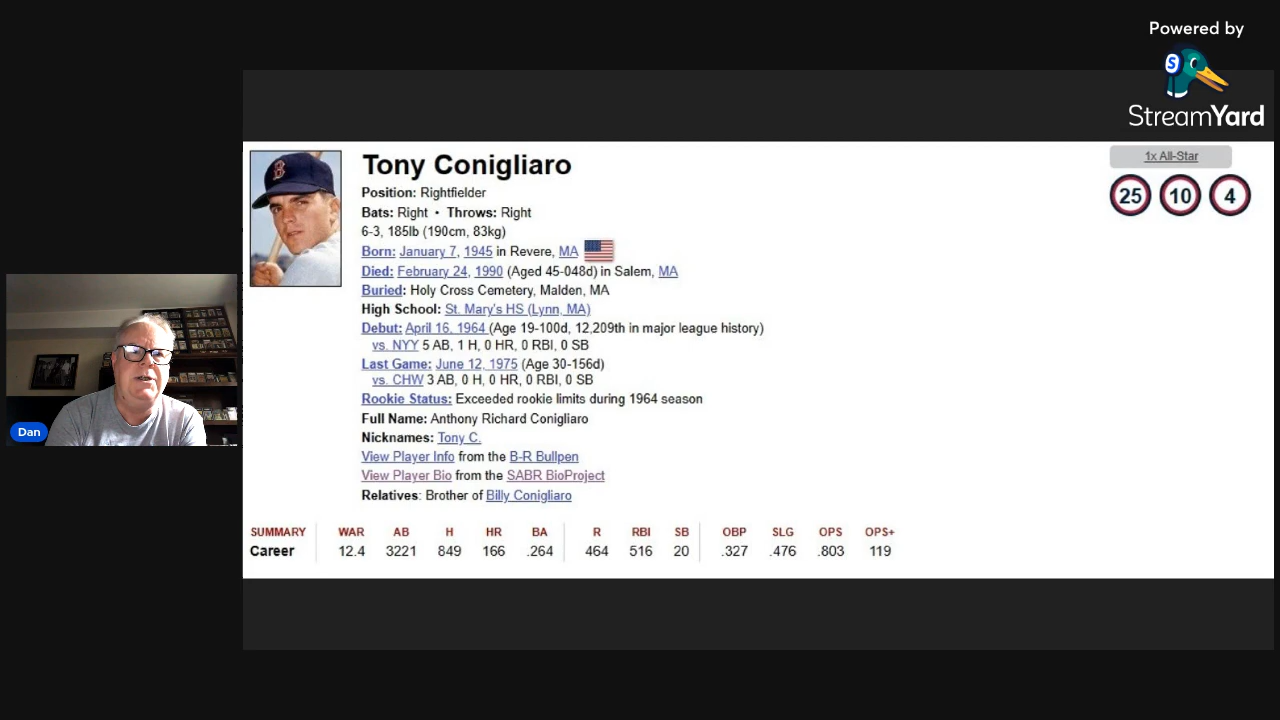 Powered by
S
StreamYard
Tony Conigliaro
1x All-Star
25 10 4
Position: Rightfielder
Bats: Right • Throws: Right
6-3, 185lb (190cm, 83kg)
Born: January 7, 1945 in Revere, MA
Died: February 24, 1990 (Aged 45-048d) in Salem, MA
Buried: Holy Cross Cemetery, Malden, MA
High School: St. Mary's HS (Lynn, MA)
Debut: April 16, 1964 (Age 19-100d, 12,209th in major league history)
vs. NYY 5 AB, 1 H, 0 HR, 0 RBI, 0 SB
Last Game: June 12, 1975 (Age 30-156d)
vs. CHW 3 AB, 0 H, 0 HR, 0 RBI, 0 SB
Rookie Status: Exceeded rookie limits during 1964 season
Full Name: Anthony Richard Conigliaro
Nicknames: Tony C.
View Player Info from the B-R Bullpen
View Player Bio from the SABR BioProject
Relatives: Brother of Billy Conigliaro
SUMMARY WAR AB H HR BA R RBI SB OBP SLG OPS OPS+
Career 12.4 3221 849 166 .264 464 516 20 .327 .476 .803 119
B
Dan